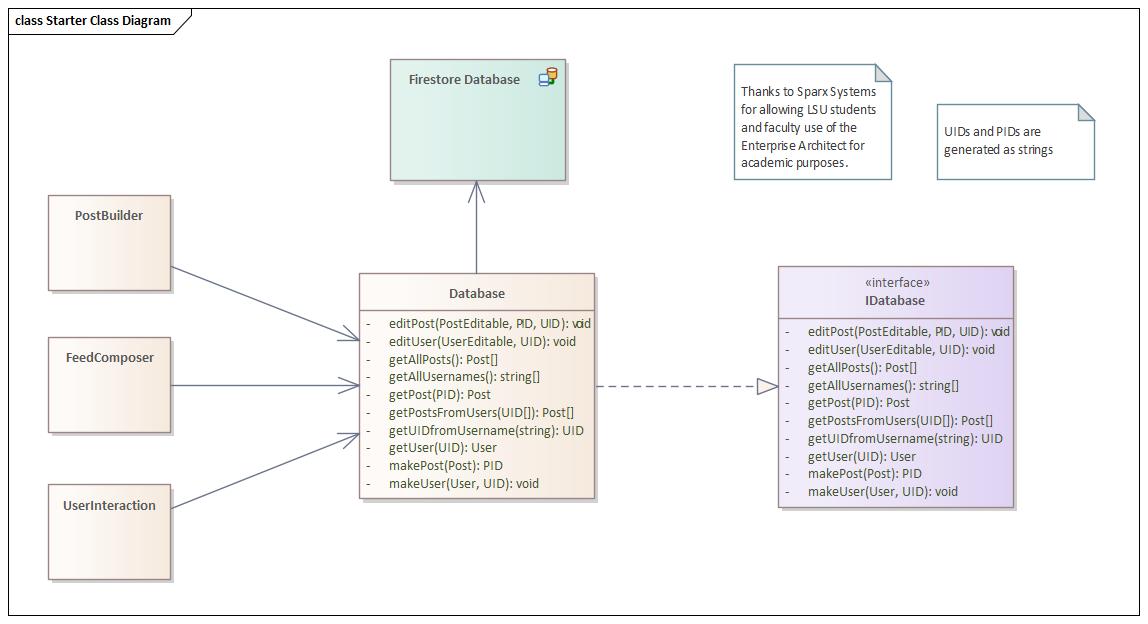 class Starter Class Diagram
Firestore Database
Thanks to Sparx Systems
for allowing LSU students
and faculty use of the
Enterprise Architect for
academic purposes.
UIDs and PIDs are
generated as strings
PostBuilder
FeedComposer
UserInteraction
Database
- editPost(PostEditable, PID, UID): void
- editUser(UserEditable, UID): void
- getAllPosts(): Post[]
- getAllUsernames(): string[]
- getPost(PID): Post
- getPostsFromUsers(UID[]): Post[]
- getUIDfromUsername(string): UID
- getUser(UID): User
- makePost(Post): PID
- makeUser(User, UID): void
«interface»
IDatabase
- editPost(PostEditable, PID, UID): void
- editUser(UserEditable, UID): void
- getAllPosts(): Post[]
- getAllUsernames(): string[]
- getPost(PID): Post
- getPostsFromUsers(UID[]): Post[]
- getUIDfromUsername(string): UID
- getUser(UID): User
- makePost(Post): PID
- makeUser(User, UID): void